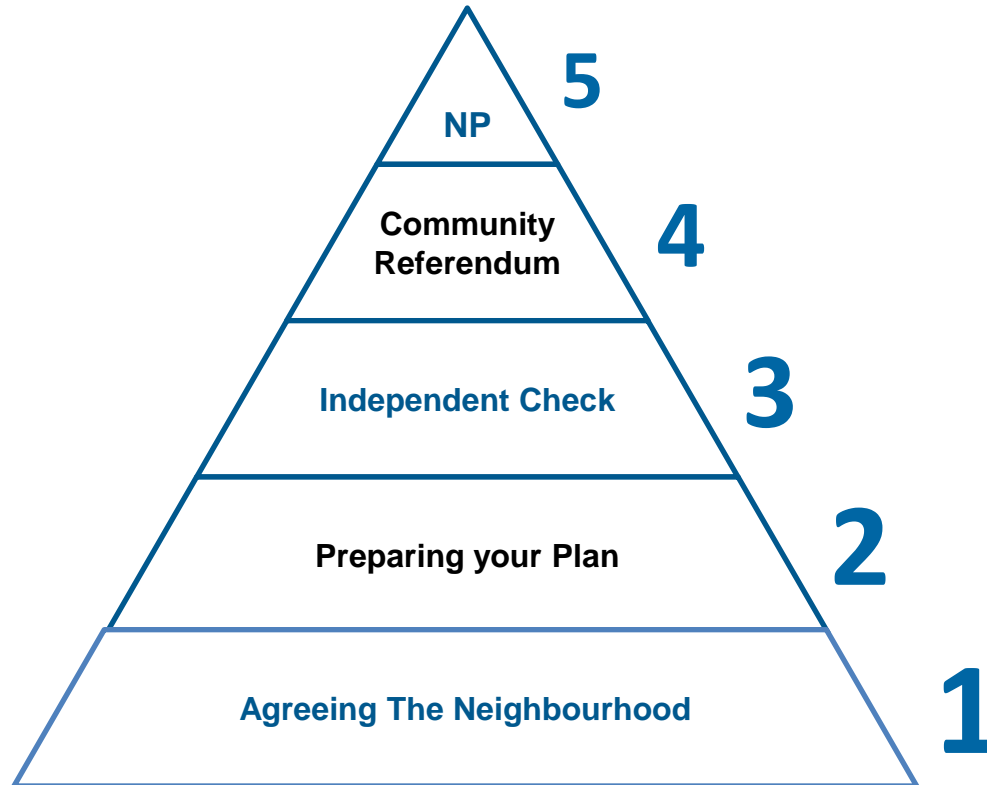 5
NP
4
Community
Referendum
3
Independent Check
2
Preparing your Plan
1
Agreeing The Neighbourhood